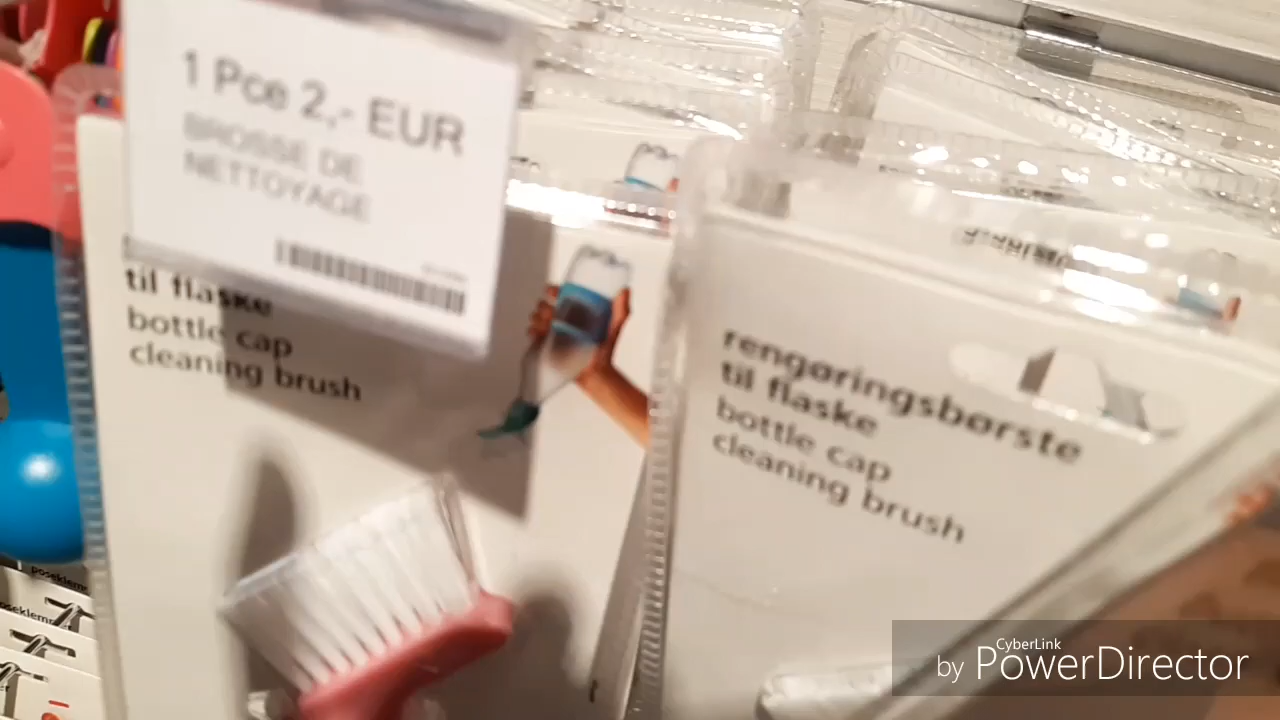 1 Pce 2,- EUR
BROSSE DE
NETTOYAGE
til flaske
bottle cap
cleaning brush
rengøringsbørste
til flaske
bottle cap
cleaning brush
poseklem
CyberLink
by PowerDirector